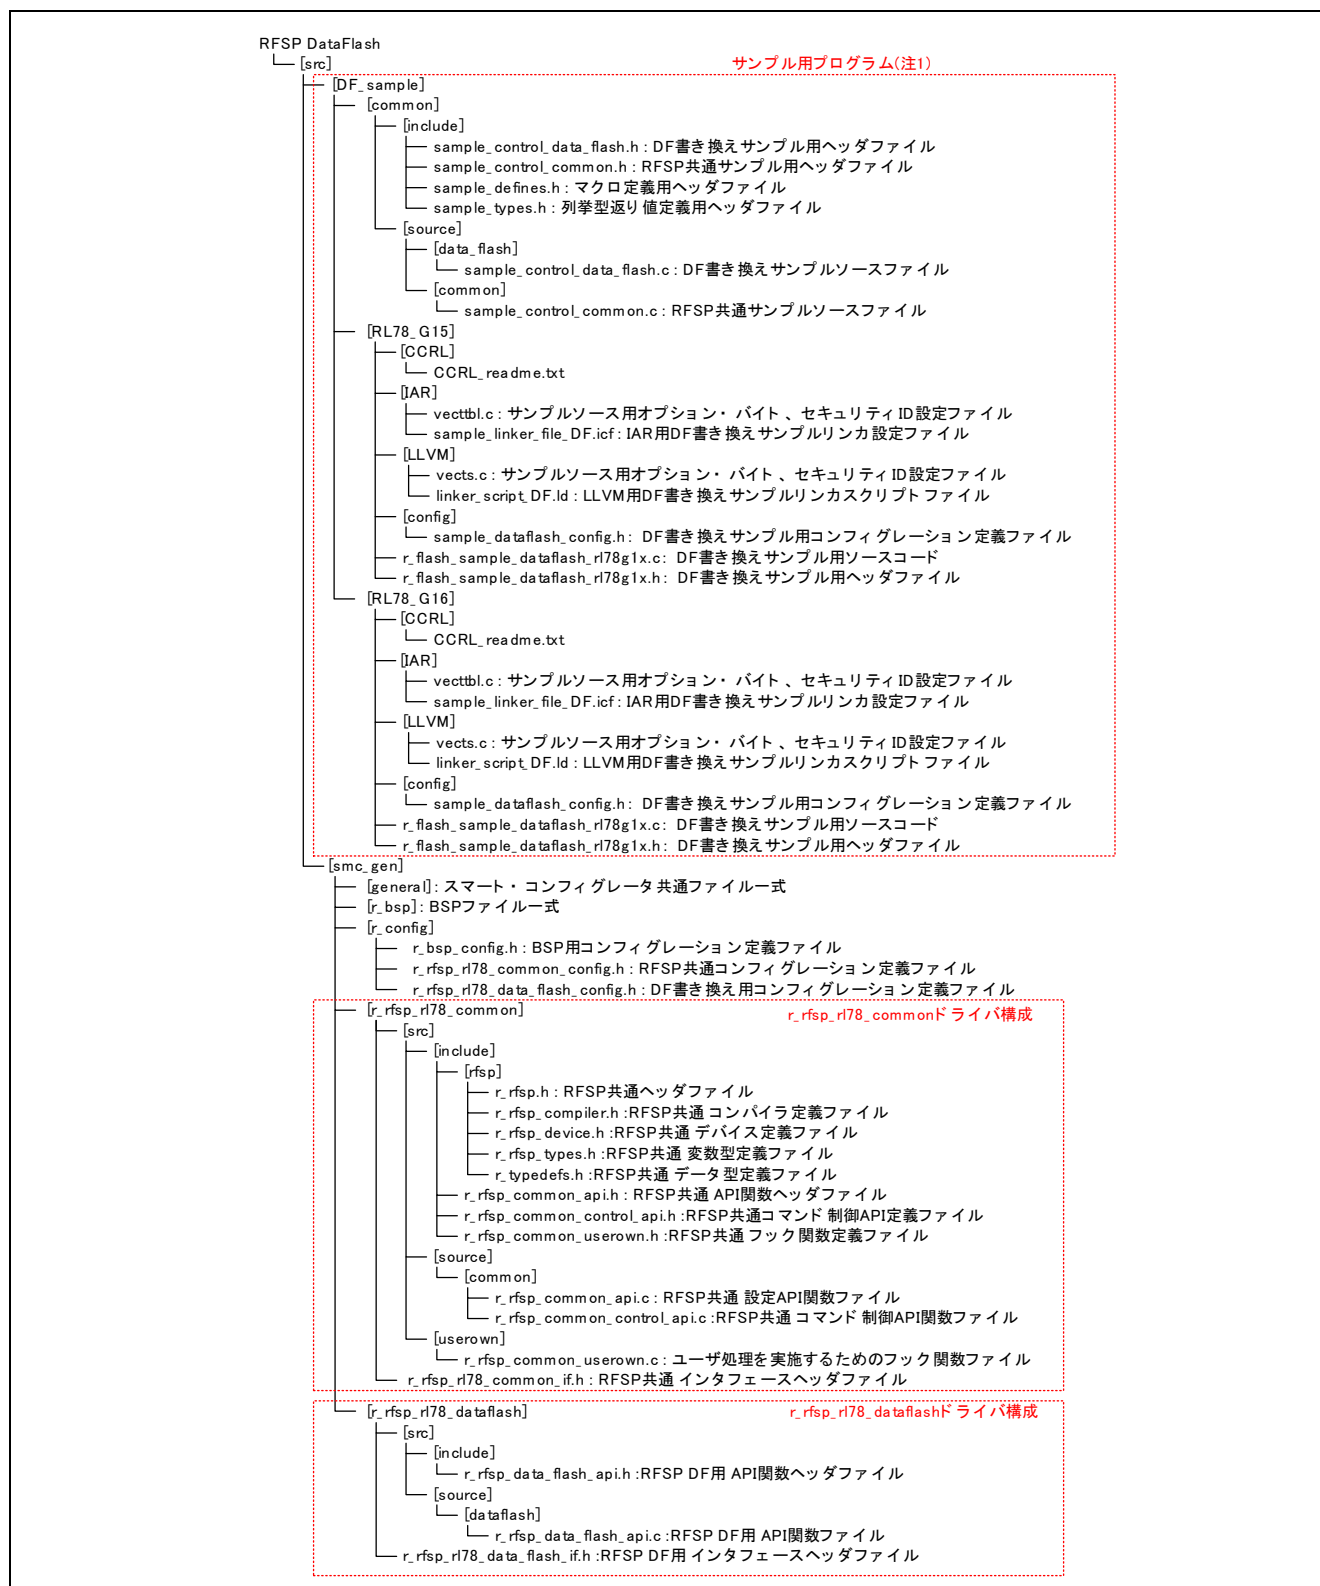 RFSP DataFlash
[src]
サンプル用プログラム(注1)
[DF_sample]
[common]
[include]
sample_control_data_flash.h : DF書き換えサンプル用ヘッダファイル
sample_control_common.h : RFSP共通サンプル用ヘッダファイル
sample_defines.h : マクロ定義用ヘッダファイル
sample_types.h : 列挙型返り値定義用ヘッダファイル
[source]
[data_flash]
sample_control_data_flash.c : DF書き換えサンプルソースファイル
[common]
sample_control_common.c : RFSP共通サンプルソースファイル
[RL78_G15]
[CCRL]
CCRL_readme.txt
[IAR]
vecttbl.c : サンプルソース用オプション・バイト、セキュリティID設定ファイル
sample_linker_file_DF.icf : IAR用DF書き換えサンプルリンカ設定ファイル
[LLVM]
vects.c : サンプルソース用オプション・バイト、セキュリティID設定ファイル
linker_script_DF.ld : LLVM用DF書き換えサンプルリンカスクリプトファイル
[config]
sample_dataflash_config.h : DF書き換えサンプル用コンフィグレーション定義ファイル
r_flash_sample_dataflash_rl78g1x.c : DF書き換えサンプル用ソースコード
r_flash_sample_dataflash_rl78g1x.h : DF書き換えサンプル用ヘッダファイル
[RL78_G16]
[CCRL]
CCRL_readme.txt
[IAR]
vecttbl.c : サンプルソース用オプション・バイト、セキュリティID設定ファイル
sample_linker_file_DF.icf : IAR用DF書き換えサンプルリンカ設定ファイル
[LLVM]
vects.c : サンプルソース用オプション・バイト、セキュリティID設定ファイル
linker_script_DF.ld : LLVM用DF書き換えサンプルリンカスクリプトファイル
[config]
sample_dataflash_config.h : DF書き換えサンプル用コンフィグレーション定義ファイル
r_flash_sample_dataflash_rl78g1x.c : DF書き換えサンプル用ソースコード
r_flash_sample_dataflash_rl78g1x.h : DF書き換えサンプル用ヘッダファイル
[smc_gen]
[general] : スマート・コンフィグレータ共通ファイル一式
[r_bsp] : BSPファイル一式
[r_config]
r_bsp_config.h : BSP用コンフィグレーション定義ファイル
r_rfsp_rl78_common_config.h : RFSP共通コンフィグレーション定義ファイル
r_rfsp_rl78_data_flash_config.h : DF書き換え用コンフィグレーション定義ファイル
[r_rfsp_rl78_common]
r_rfsp_rl78_commonドライバ構成
[src]
[include]
[rfsp]
r_rfsp.h : RFSP共通ヘッダファイル
r_rfsp_compiler.h :RFSP共通 コンパイラ定義ファイル
r_rfsp_device.h :RFSP共通 デバイス定義ファイル
r_rfsp_types.h :RFSP共通 変数型定義ファイル
r_typedefs.h :RFSP共通 データ型定義ファイル
r_rfsp_common_api.h : RFSP共通 API関数ヘッダファイル
r_rfsp_common_control_api.h :RFSP共通コマンド制御API定義ファイル
r_rfsp_common_userown.h :RFSP共通 フック関数定義ファイル
[source]
[common]
r_rfsp_common_api.c : RFSP共通 設定API関数ファイル
r_rfsp_common_control_api.c :RFSP共通 コマンド制御API関数ファイル
[userown]
r_rfsp_common_userown.c : ユーザ処理を実施するためのフック関数ファイル
r_rfsp_rl78_common_if.h : RFSP共通 インタフェースヘッダファイル
[r_rfsp_rl78_dataflash]
r_rfsp_rl78_dataflashドライバ構成
[src]
[include]
r_rfsp_data_flash_api.h :RFSP DF用 API関数ヘッダファイル
[source]
[dataflash]
r_rfsp_data_flash_api.c :RFSP DF用 API関数ファイル
r_rfsp_rl78_data_flash_if.h :RFSP DF用 インタフェースヘッダファイル